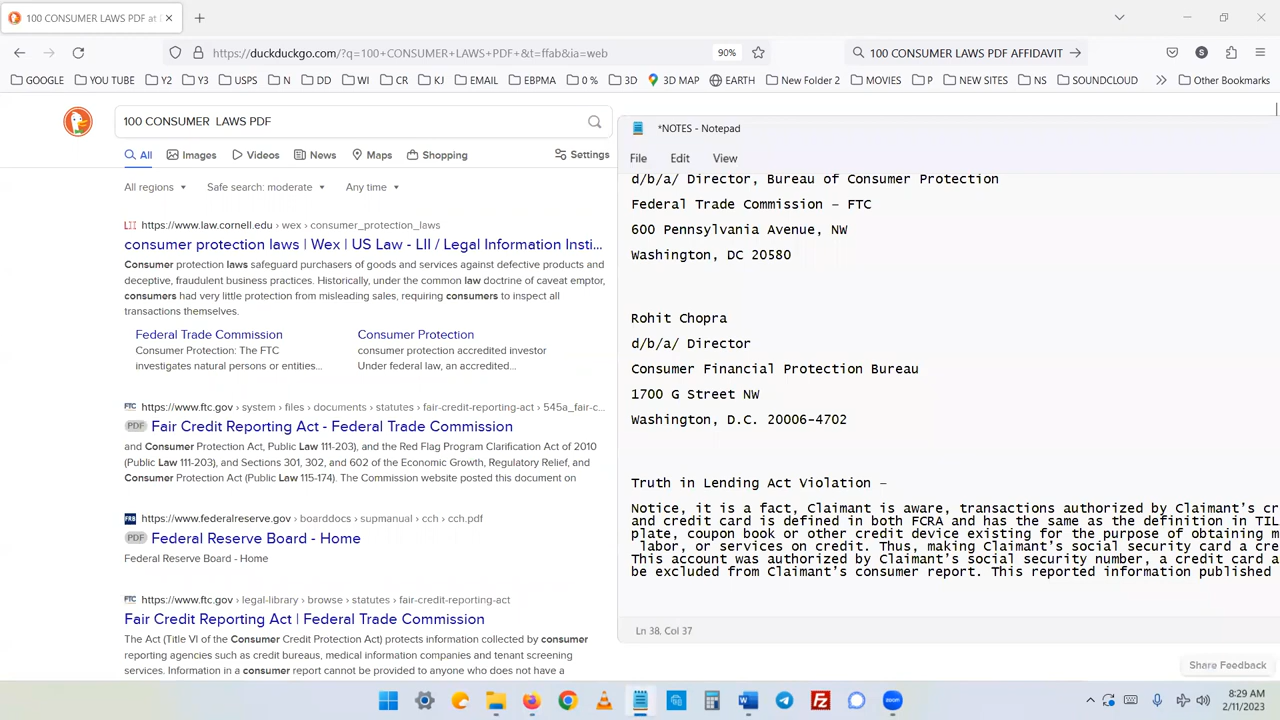 100 CONSUMER LAWS PDF at D
https://duckduckgo.com/?q=100+CONSUMER+LAWS+PDF+&t=ffab&ia=web
90%
100 CONSUMER LAWS PDF AFFIDAVIT
S
GOOGLE
YOU TUBE
Y2
Y3
USPS
N
DD
WI
CR
KJ
EMAIL
EBPMA
0 %
3D
3D MAP
EARTH
New Folder 2
MOVIES
P
NEW SITES
NS
SOUNDCLOUD
Other Bookmarks
100 CONSUMER LAWS PDF
All
Images
Videos
News
Maps
Shopping
Settings
All regions
Safe search: moderate
Any time
https://www.law.cornell.edu › wex › consumer_protection_laws
consumer protection laws | Wex | US Law - LII / Legal Information Insti...
Consumer protection laws safeguard purchasers of goods and services against defective products and
deceptive, fraudulent business practices. Historically, under the common law doctrine of caveat emptor,
consumers had very little protection from misleading sales, requiring consumers to inspect all
transactions themselves.
Federal Trade Commission
Consumer Protection: The FTC
investigates natural persons or entities...
Consumer Protection
consumer protection accredited investor
Under federal law, an accredited...
FTC
https://www.ftc.gov › system › files › documents › statutes › fair-credit-reporting-act › 545a_fair-c...
PDF Fair Credit Reporting Act - Federal Trade Commission
and Consumer Protection Act, Public Law 111-203), and the Red Flag Program Clarification Act of 2010
(Public Law 111-203), and Sections 301, 302, and 602 of the Economic Growth, Regulatory Relief, and
Consumer Protection Act (Public Law 115-174). The Commission website posted this document on
FRB
https://www.federalreserve.gov › boarddocs › supmanual › cch › cch.pdf
PDF Federal Reserve Board - Home
Federal Reserve Board - Home
FTC
https://www.ftc.gov › legal-library › browse › statutes › fair-credit-reporting-act
Fair Credit Reporting Act | Federal Trade Commission
The Act (Title VI of the Consumer Credit Protection Act) protects information collected by consumer
reporting agencies such as credit bureaus, medical information companies and tenant screening
services. Information in a consumer report cannot be provided to anyone who does not have a
*NOTES - Notepad
File
Edit
View
d/b/a/ Director, Bureau of Consumer Protection
Federal Trade Commission – FTC
600 Pennsylvania Avenue, NW
Washington, DC 20580
Rohit Chopra
d/b/a/ Director
Consumer Financial Protection Bureau
1700 G Street NW
Washington, D.C. 20006-4702
Truth in Lending Act Violation –
Notice, it is a fact, Claimant is aware, transactions authorized by Claimant's cr
and credit card is defined in both FCRA and has the same as the definition in TIL
plate, coupon book or other credit device existing for the purpose of obtaining m
labor, or services on credit. Thus, making Claimant's social security card a cre
This account was authorized by Claimant's social security number, a credit card a
be excluded from Claimant's consumer report. This reported information published
Ln 38, Col 37
Share Feedback
zoom
8:29 AM
2/11/2023